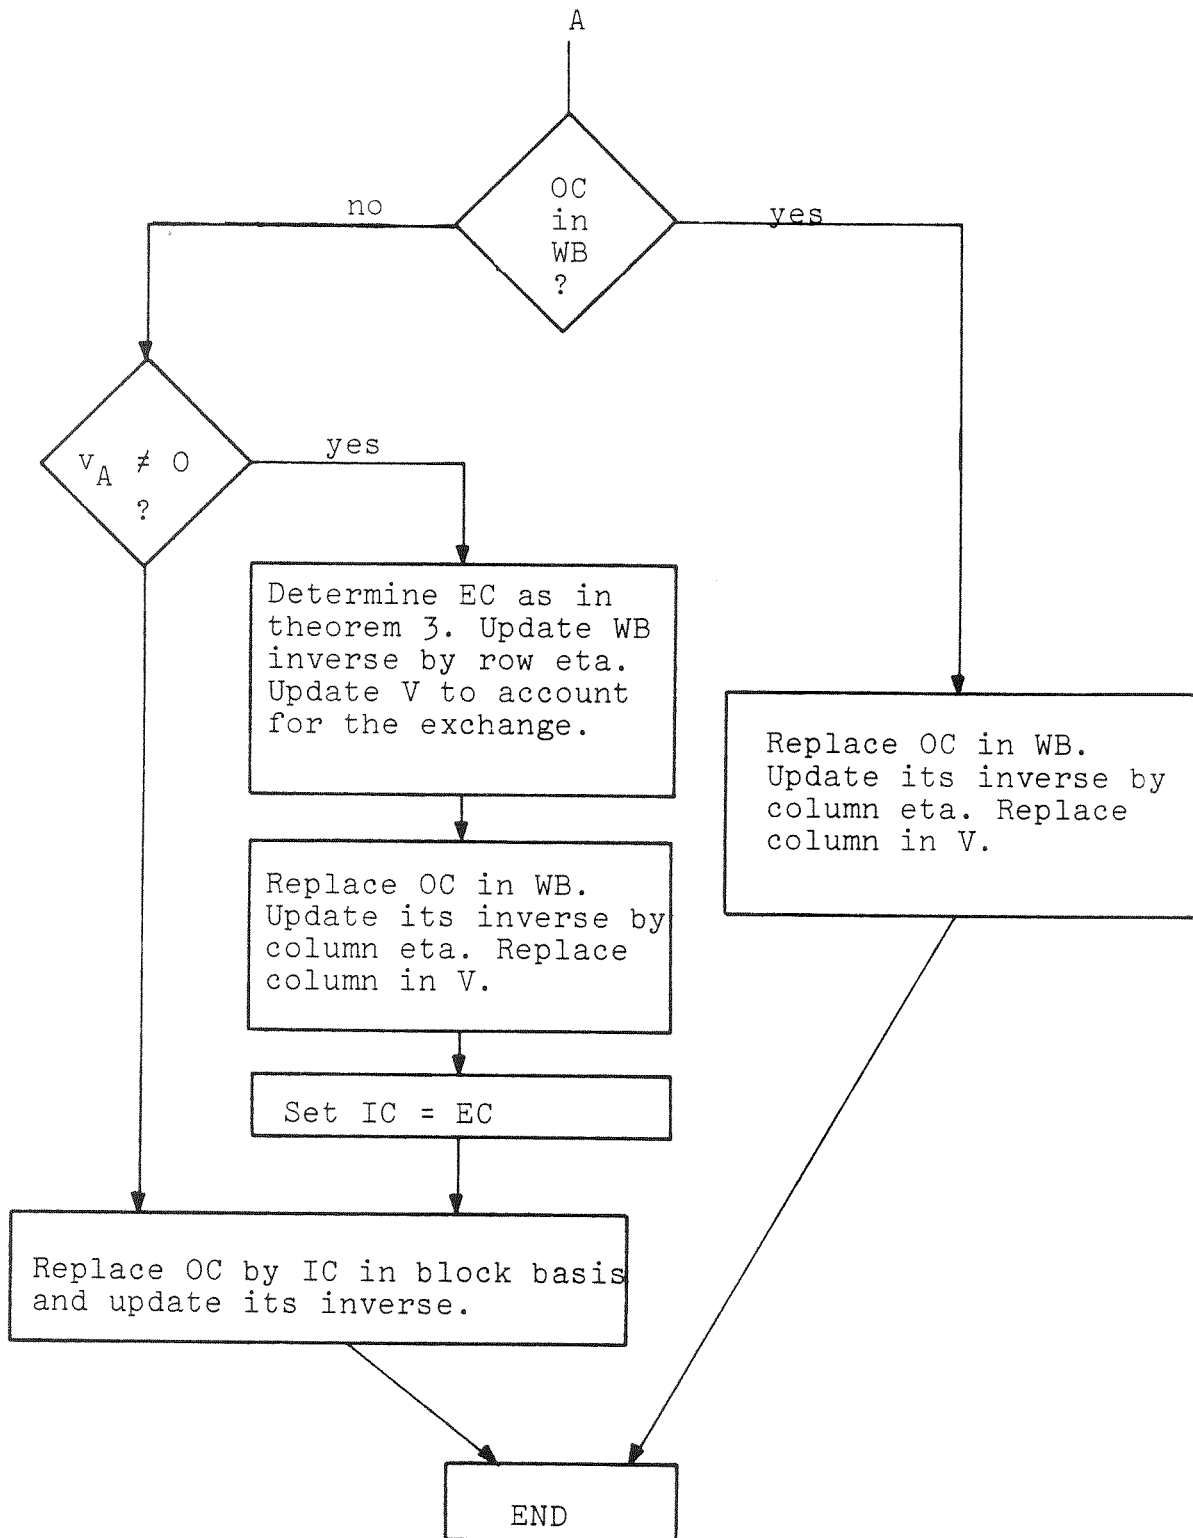 A
OC
in
WB
?
no
yes
v_A ≠ 0
?
yes
Determine EC as in
theorem 3. Update WB
inverse by row eta.
Update V to account
for the exchange.
Replace OC in WB.
Update its inverse by
column eta. Replace
column in V.
Replace OC in WB.
Update its inverse by
column eta. Replace
column in V.
Set IC = EC
Replace OC by IC in block basis
and update its inverse.
END